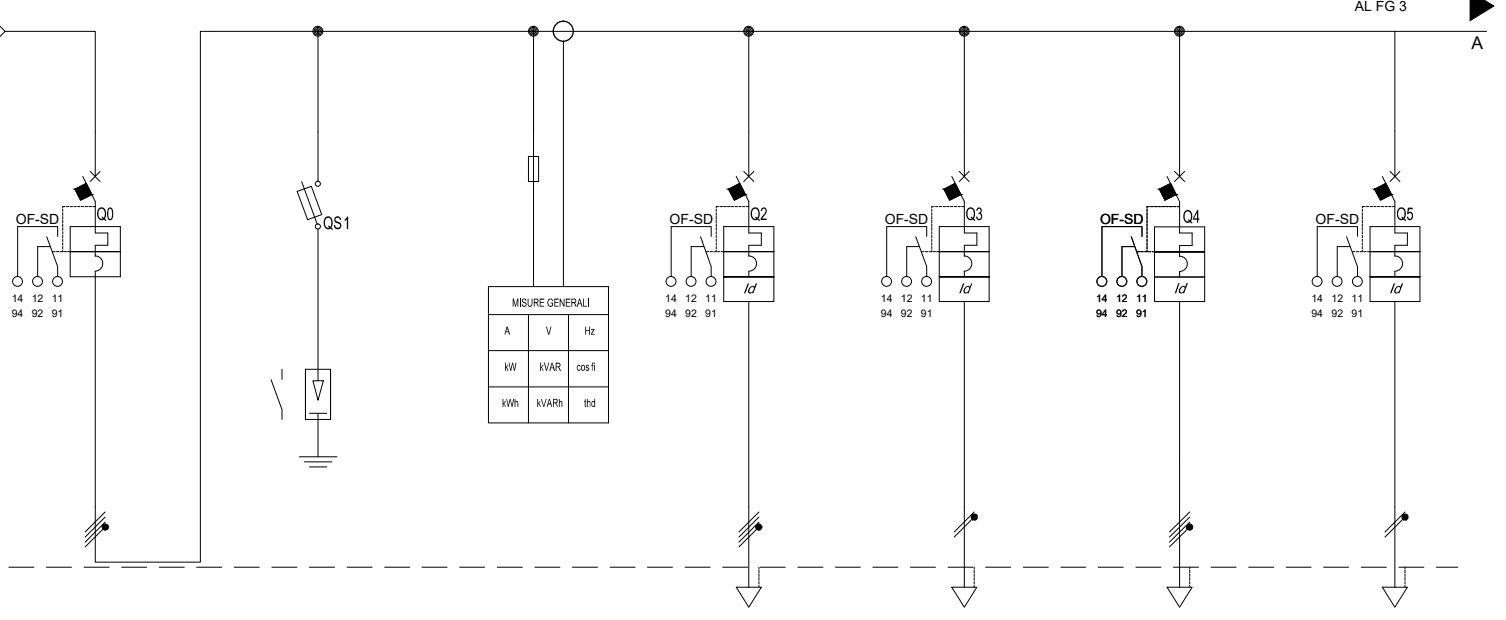 AL FG 3
A
OF-SD
Q0
14 12 11
94 92 91
QS1
MISURE GENERALI
A V Hz
kW kVAR cos fi
kWh kVARh thd
OF-SD
Q2
Id
14 12 11
94 92 91
OF-SD
Q3
Id
14 12 11
94 92 91
OF-SD
Q4
Id
14 12 11
94 92 91
OF-SD
Q5
Id
14 12 11
94 92 91